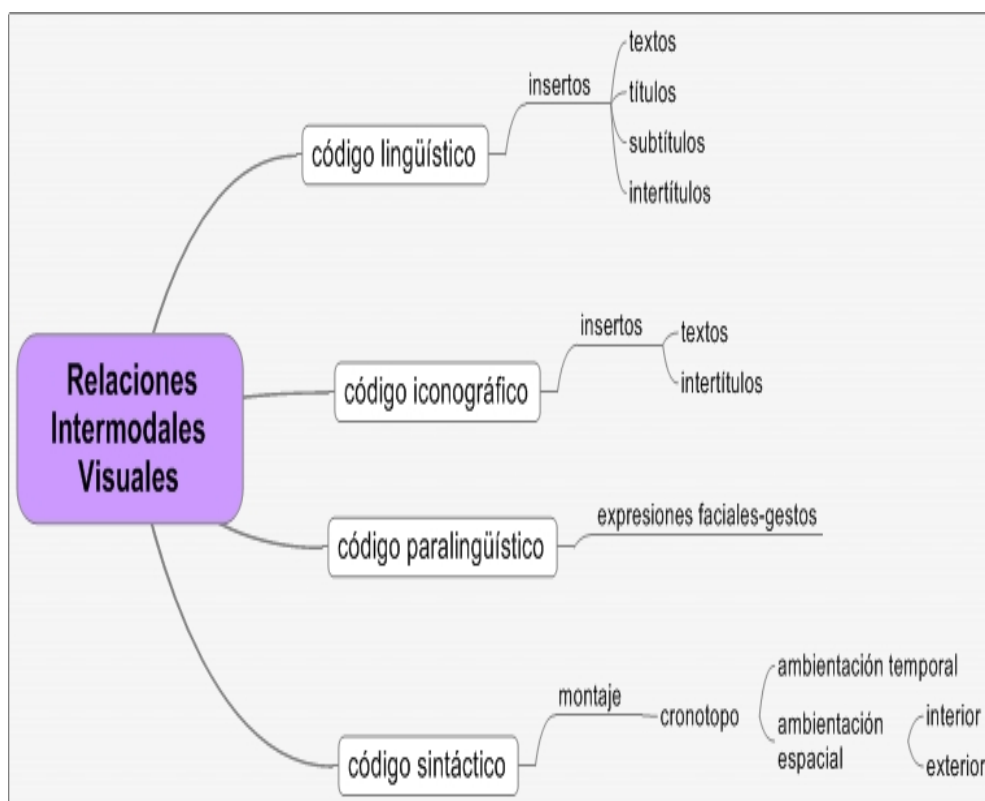 Relaciones
Intermodales
Visuales
código lingüístico
insertos
textos
títulos
subtítulos
intertítulos
código iconográfico
insertos
textos
intertítulos
código paralingüístico
expresiones faciales-gestos
código sintáctico
montaje
cronotopo
ambientación temporal
ambientación
espacial
interior
exterior